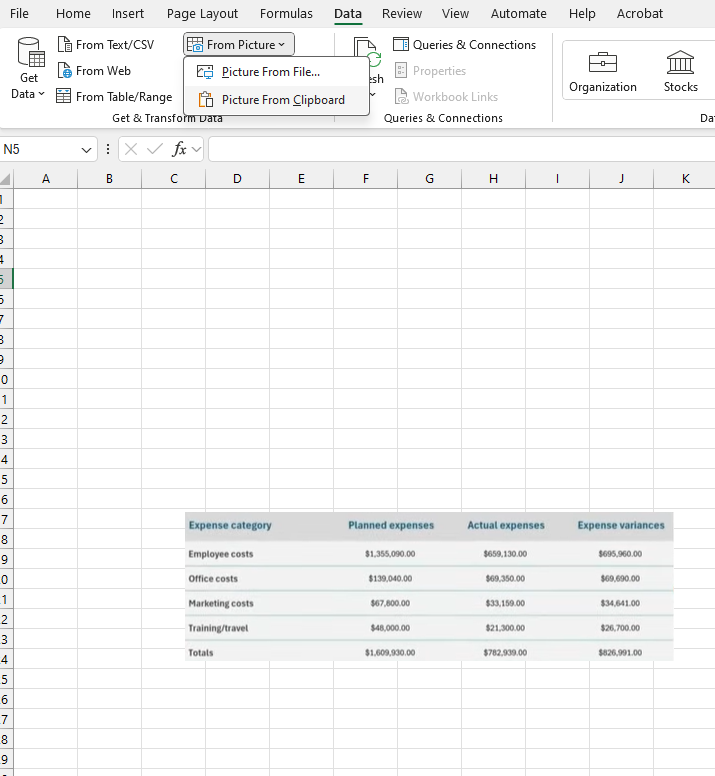 File Home Insert Page Layout Formulas Data Review View Automate Help Acrobat
From Text/CSV From Picture Queries & Connections
Get Data From Web Picture From File... esh Properties Organization Stocks
From Table/Range Picture From Clipboard Workbook Links
Get & Transform Data Queries & Connections Da
N5 fx
A B C D E F G H I J K
1
2
3
4
5
6
7
8
9
0
1
2
3
4
5
6
7 Expense category Planned expenses Actual expenses Expense variances
8
9 Employee costs $1,355,090.00 $659,130.00 $695,960.00
0 Office costs $139,040.00 $69,350.00 $69,690.00
1 Marketing costs $67,800.00 $33,159.00 $34,641.00
2 Training/travel $48,000.00 $21,300.00 $26,700.00
3
4 Totals $1,609,930.00 $782,939.00 $826,991.00
5
6
7
8
9